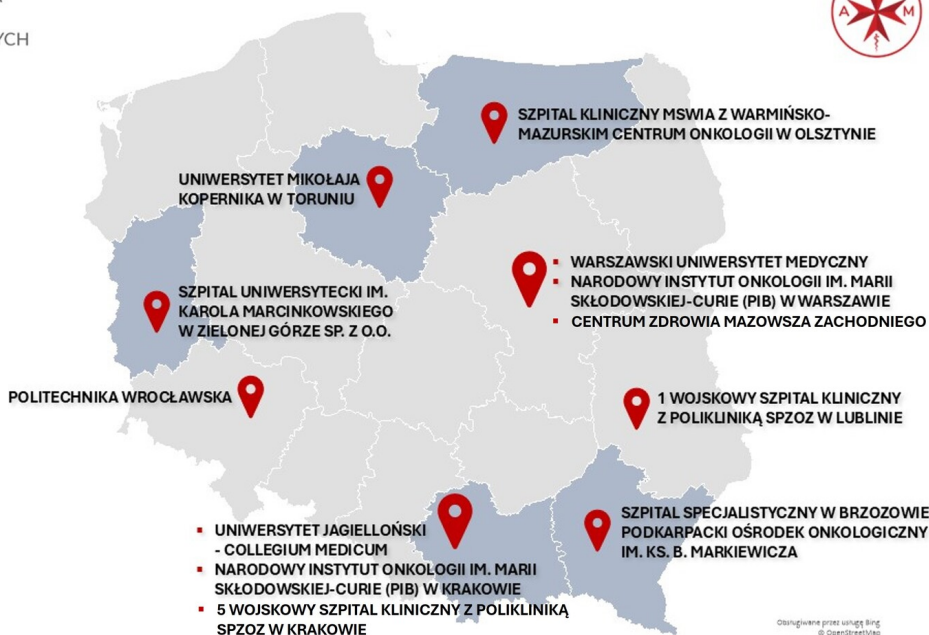 YCH
A M
SZPITAL KLINICZNY MSWIA Z WARMIŃSKO-
MAZURSKIM CENTRUM ONKOLOGII W OLSZTYNIE
UNIWERSYTET MIKOŁAJA
KOPERNIKA W TORUNIU
▪ WARSZAWSKI UNIWERSYTET MEDYCZNY
▪ NARODOWY INSTYTUT ONKOLOGII IM. MARII
SKŁODOWSKIEJ-CURIE (PIB) W WARSZAWIE
▪ CENTRUM ZDROWIA MAZOWSZA ZACHODNIEGO
SZPITAL UNIWERSYTECKI IM.
KAROLA MARCINKOWSKIEGO
W ZIELONEJ GÓRZE SP. Z O.O.
POLITECHNIKA WROCŁAWSKA
1 WOJSKOWY SZPITAL KLINICZNY
Z POLIKLINIKĄ SPZOZ W LUBLINIE
SZPITAL SPECJALISTYCZNY W BRZOZOWIE
PODKARPACKI OŚRODEK ONKOLOGICZNY
IM. KS. B. MARKIEWICZA
▪ UNIWERSYTET JAGIELLOŃSKI
- COLLEGIUM MEDICUM
▪ NARODOWY INSTYTUT ONKOLOGII IM. MARII
SKŁODOWSKIEJ-CURIE (PIB) W KRAKOWIE
▪ 5 WOJSKOWY SZPITAL KLINICZNY Z POLIKLINIKĄ
SPZOZ W KRAKOWIE
Obsługiwane przez usługę Bing
© OpenStreetMap